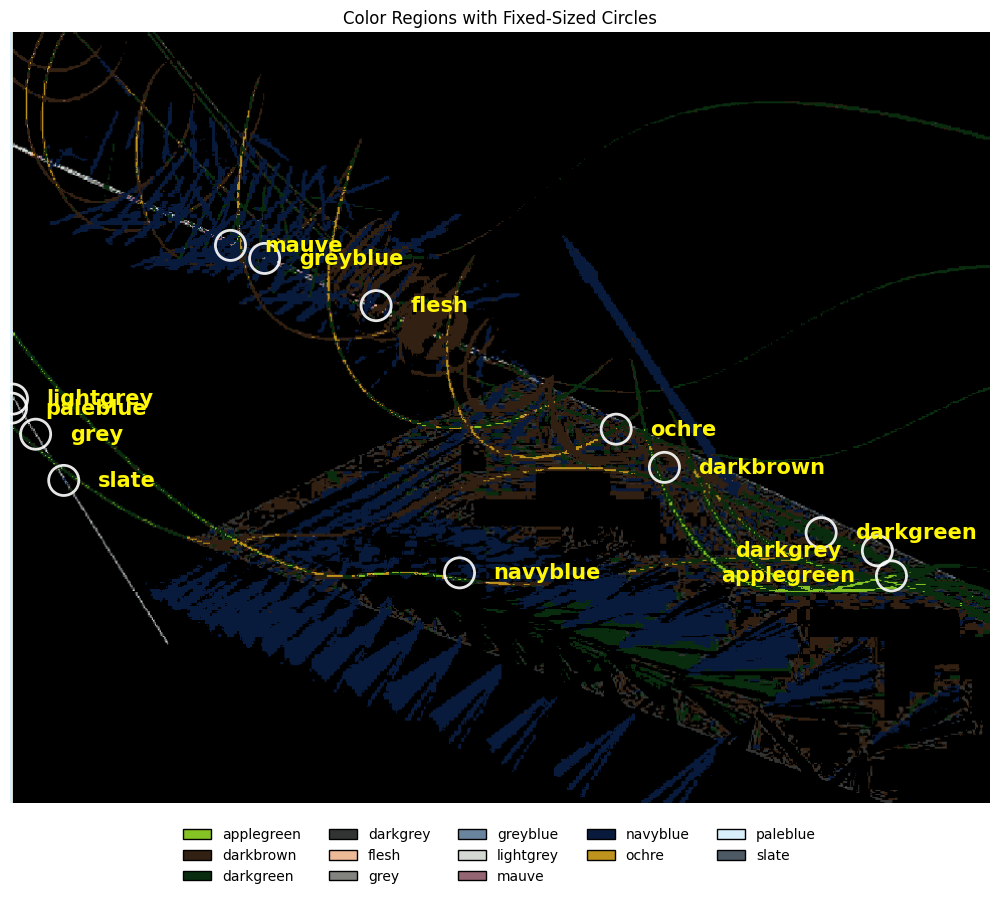 Color Regions with Fixed-Sized Circles
mauve
greyblue
flesh
lightgrey
paleblue
grey
ochre
darkbrown
slate
darkgreen
darkgrey
navyblue
applegreen
applegreen darkgrey greyblue navyblue paleblue
darkbrown flesh lightgrey ochre slate
darkgreen grey mauve